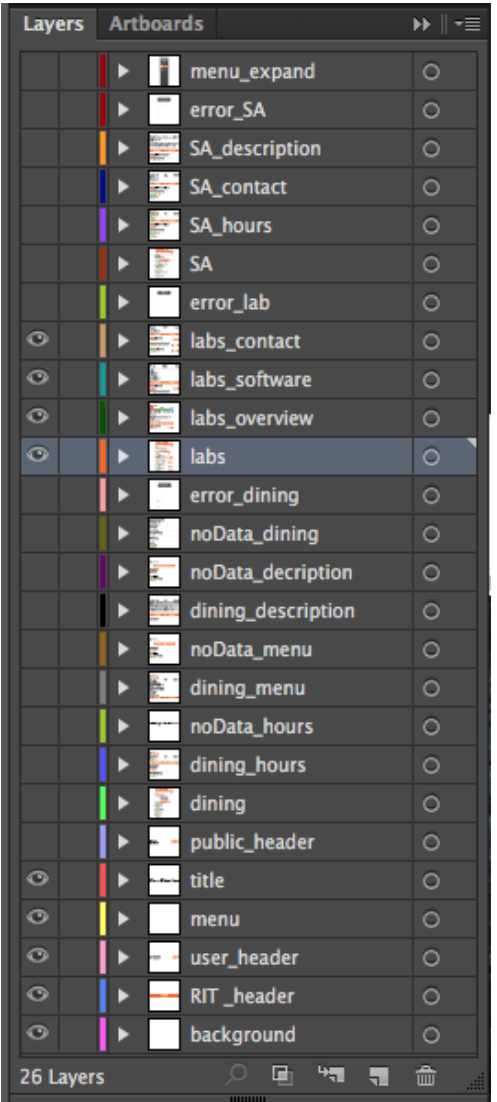 Layers Artboards
menu_expand
error_SA
SA_description
SA_contact
SA_hours
SA
error_lab
labs_contact
labs_software
labs_overview
labs
error_dining
noData_dining
noData_decription
dining_description
noData_menu
dining_menu
noData_hours
dining_hours
dining
public_header
title
menu
user_header
RIT _header
background
26 Layers